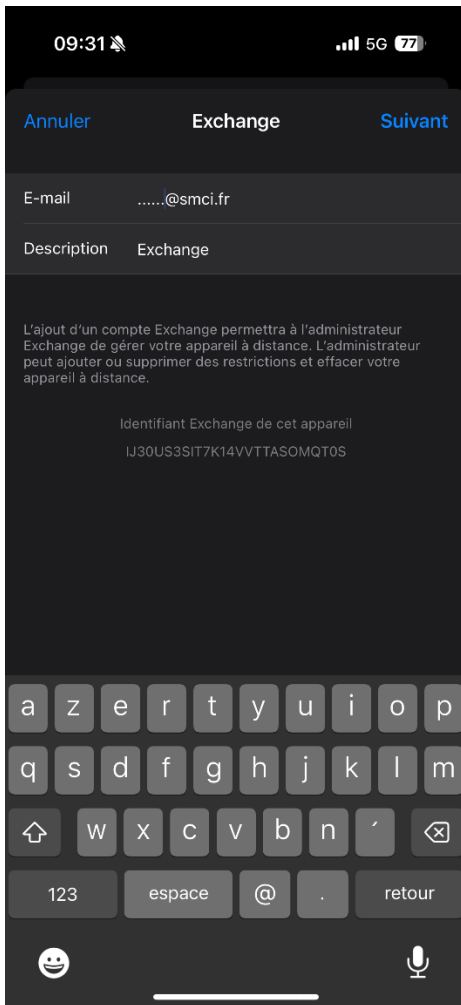 09:31
5G 77
Annuler Exchange Suivant
E-mail ......@smci.fr
Description Exchange
L'ajout d'un compte Exchange permettra à l'administrateur
Exchange de gérer votre appareil à distance. L'administrateur
peut ajouter ou supprimer des restrictions et effacer votre
appareil à distance.
Identifiant Exchange de cet appareil
IJ30US3SIT7K14VVTTASOMQT0S
a z e r t y u i o p
q s d f g h j k l m
w x c v b n ´
123 espace @ . retour